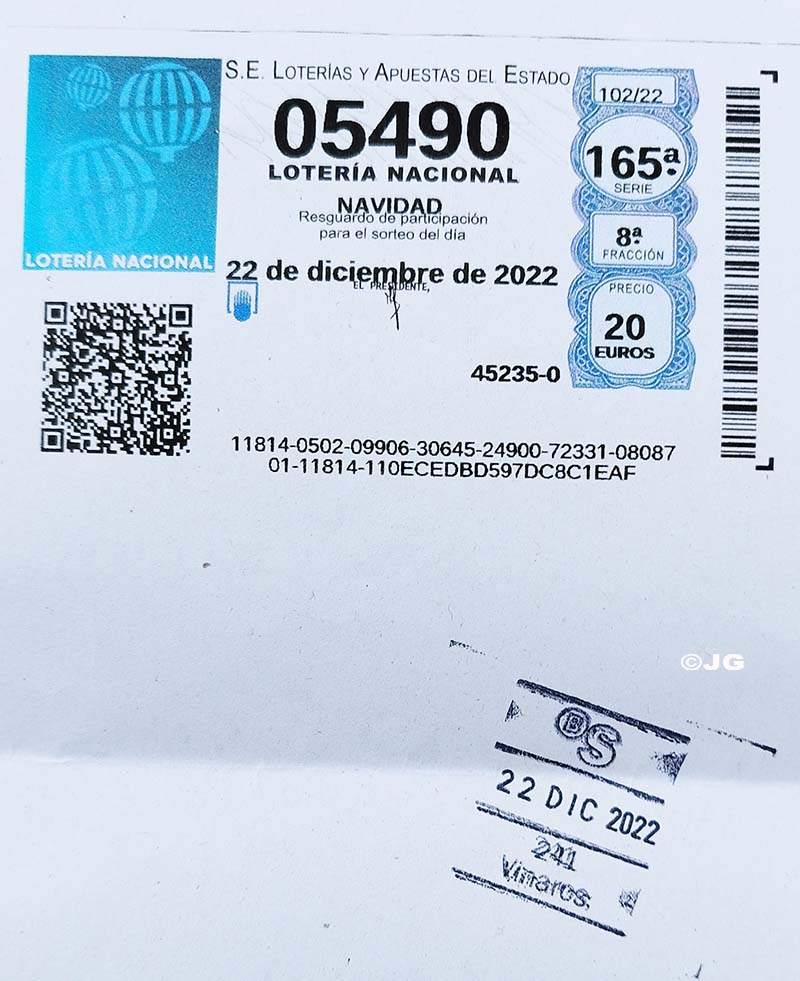 S.E. LOTERÍAS Y APUESTAS DEL ESTADO
05490
LOTERÍA NACIONAL
NAVIDAD
Resguardo de participación
para el sorteo del día
22 de diciembre de 2022
EL PRESIDENTE,
LOTERÍA NACIONAL
102/22
165ª
SERIE
8ª
FRACCIÓN
PRECIO
20
EUROS
45235-0
11814-0502-09906-30645-24900-72331-08087
01-11814-110ECEDBD597DC8C1EAF
©JG
BS
22 DIC 2022
241
Vinaros